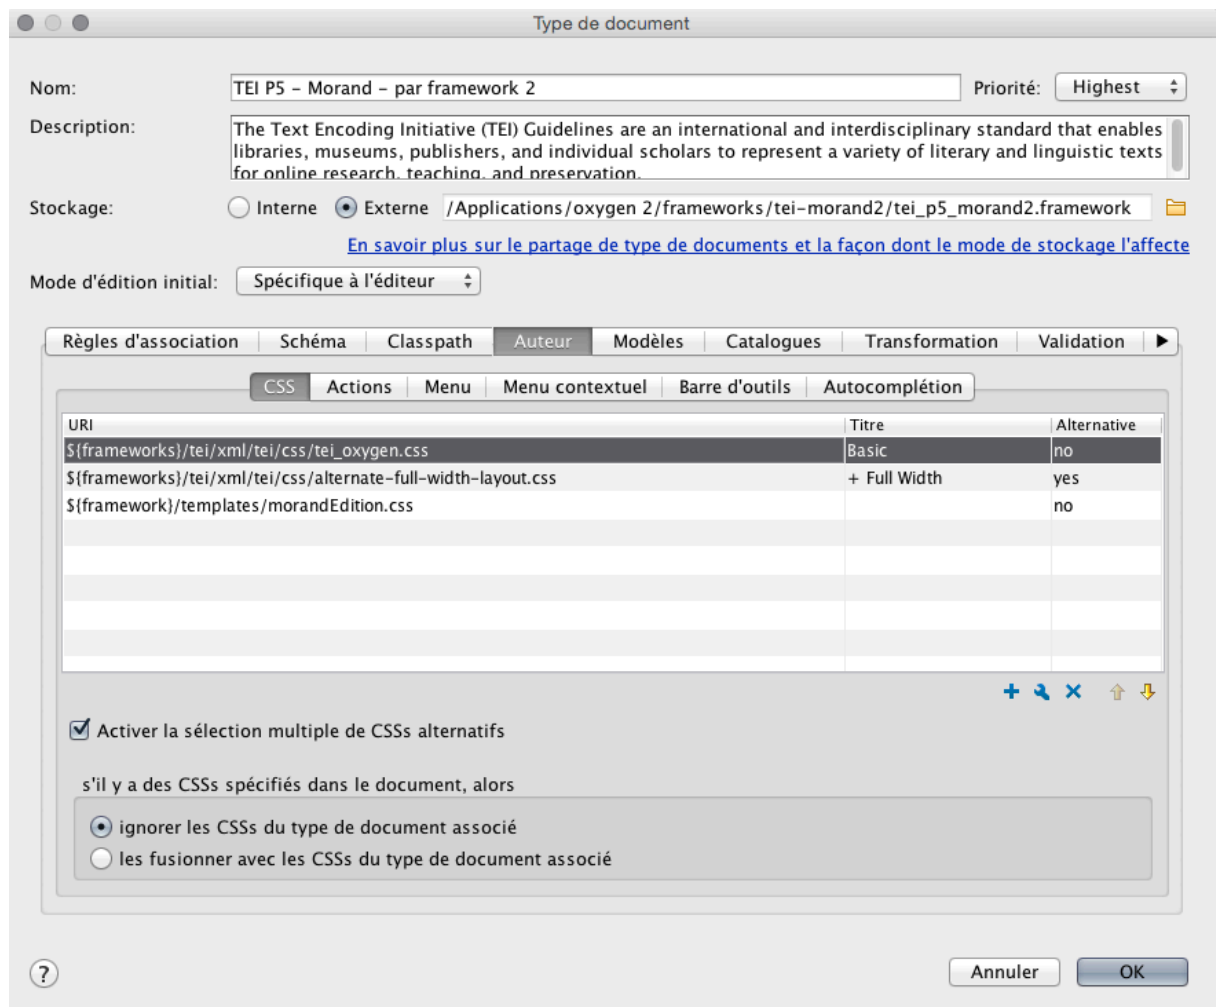 Type de document
Nom: TEI P5 – Morand – par framework 2 Priorité: Highest
Description: The Text Encoding Initiative (TEI) Guidelines are an international and interdisciplinary standard that enables
libraries, museums, publishers, and individual scholars to represent a variety of literary and linguistic texts
for online research, teaching, and preservation.
Stockage: Interne Externe /Applications/oxygen 2/frameworks/tei-morand2/tei_p5_morand2.framework
En savoir plus sur le partage de type de documents et la façon dont le mode de stockage l'affecte
Mode d'édition initial: Spécifique à l'éditeur
Règles d'association Schéma Classpath Auteur Modèles Catalogues Transformation Validation
CSS Actions Menu Menu contextuel Barre d'outils Autocomplétion
URI Titre Alternative
${frameworks}/tei/xml/tei/css/tei_oxygen.css Basic no
${frameworks}/tei/xml/tei/css/alternate-full-width-layout.css + Full Width yes
${framework}/templates/morandEdition.css no
Activer la sélection multiple de CSSs alternatifs
s'il y a des CSSs spécifiés dans le document, alors
ignorer les CSSs du type de document associé
les fusionner avec les CSSs du type de document associé
? Annuler OK